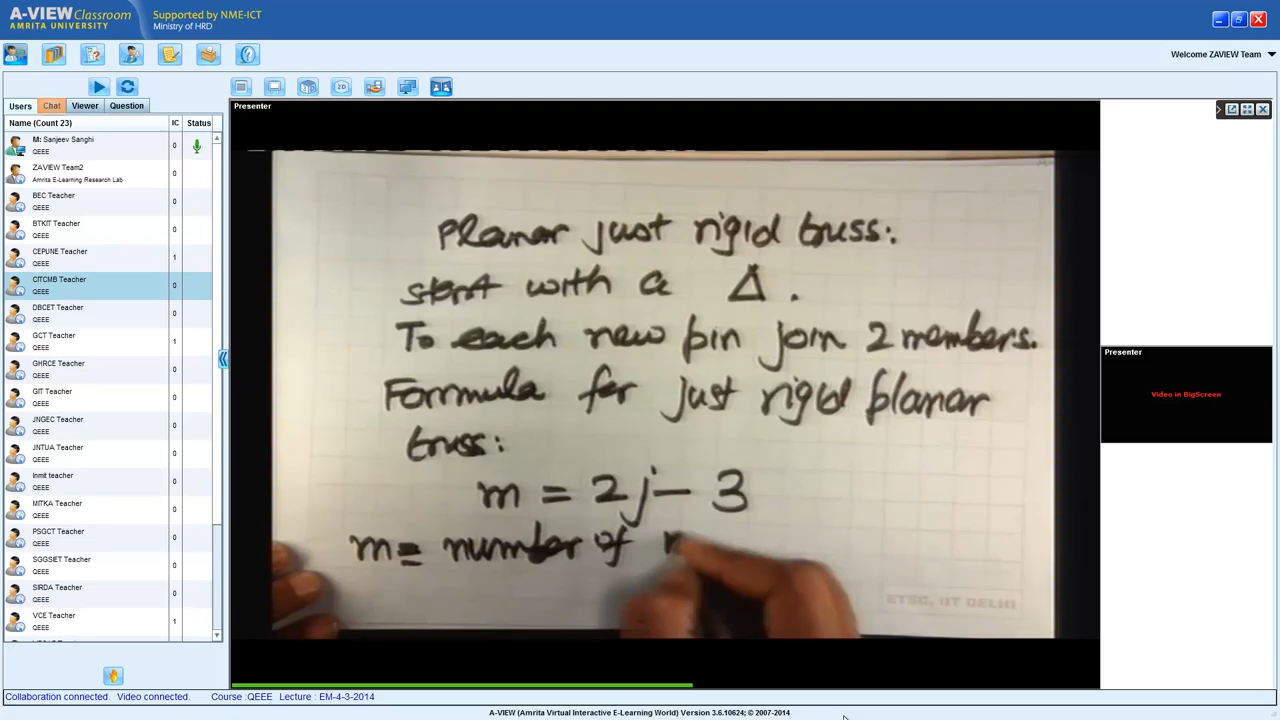 A-VIEW Classroom
AMRITA UNIVERSITY
Supported by NME-ICT
Ministry of HRD
Welcome ZAVIEW Team
Users Chat Viewer Question
Name (Count 23) IC Status
M: Sanjeev Sanghi
QEEE 0
ZAVIEW Team2
Amrita E-Learning Research Lab 0
BEC Teacher
QEEE 0
BTKIT Teacher
QEEE 0
CEPUNE Teacher
QEEE 1
CITCMB Teacher
QEEE 0
DBCET Teacher
QEEE 0
GCT Teacher
QEEE 1
GHRCE Teacher
QEEE 0
GIT Teacher
QEEE 0
JNGEC Teacher
QEEE 0
JNTUA Teacher
QEEE 0
Inmit teacher
QEEE 0
MITKA Teacher
QEEE 0
PSGCT Teacher
QEEE 0
SGGSIET Teacher
QEEE 0
SIRDA Teacher
QEEE 0
VCE Teacher
QEEE 1
Presenter
Planar just rigid truss:
start with a Δ.
To each new pin join 2 members.
Formula for just rigid planar
truss:
m = 2j - 3
m = number of
ETSC, IIT DELHI
Presenter
Video in BigScreen
Collaboration connected. Video connected. Course :QEEE Lecture : EM-4-3-2014
A-VIEW (Amrita Virtual Interactive E-Learning World) Version 3.6.10624; © 2007-2014